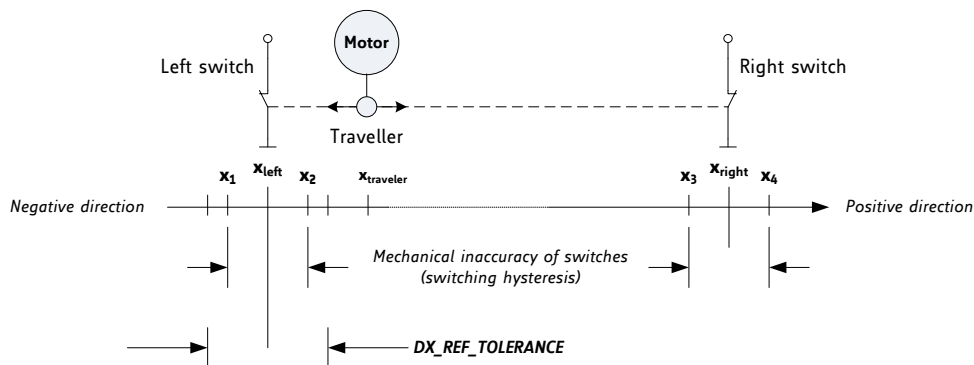 Motor
Left switch
Right switch
Traveller
x1
xleft
x2
xtraveler
x3
xright
x4
Negative direction
Positive direction
Mechanical inaccuracy of switches
(switching hysteresis)
DX_REF_TOLERANCE